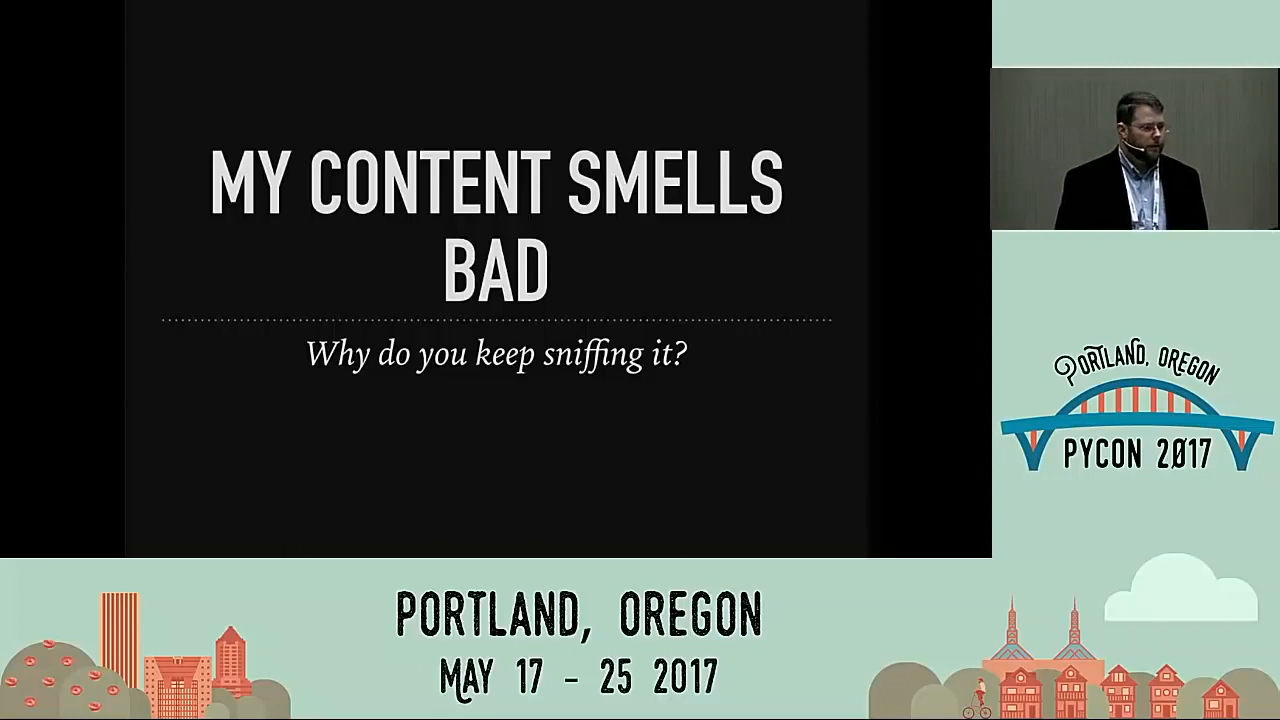 MY CONTENT SMELLS
BAD
Why do you keep sniffing it?
PORTLAND, OREGON
PYCON 2017
PORTLAND, OREGON
MAY 17 - 25 2017